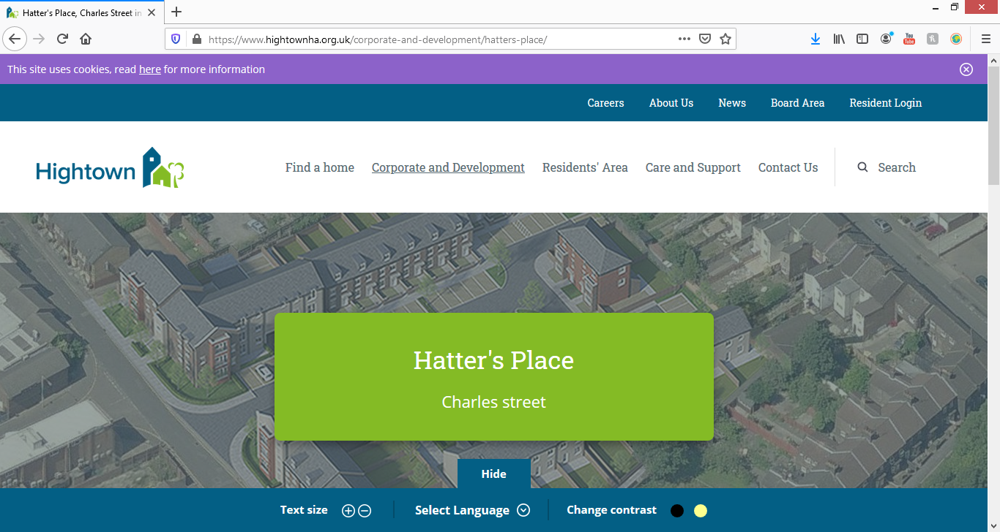 Hatter's Place, Charles Street in
https://www.hightownha.org.uk/corporate-and-development/hatters-place/
You
Tube
This site uses cookies, read here for more information
Careers
About Us
News
Board Area
Resident Login
Hightown
Find a home
Corporate and Development
Residents' Area
Care and Support
Contact Us
Search
Hatter's Place
Charles street
Hide
Text size
Select Language
Change contrast